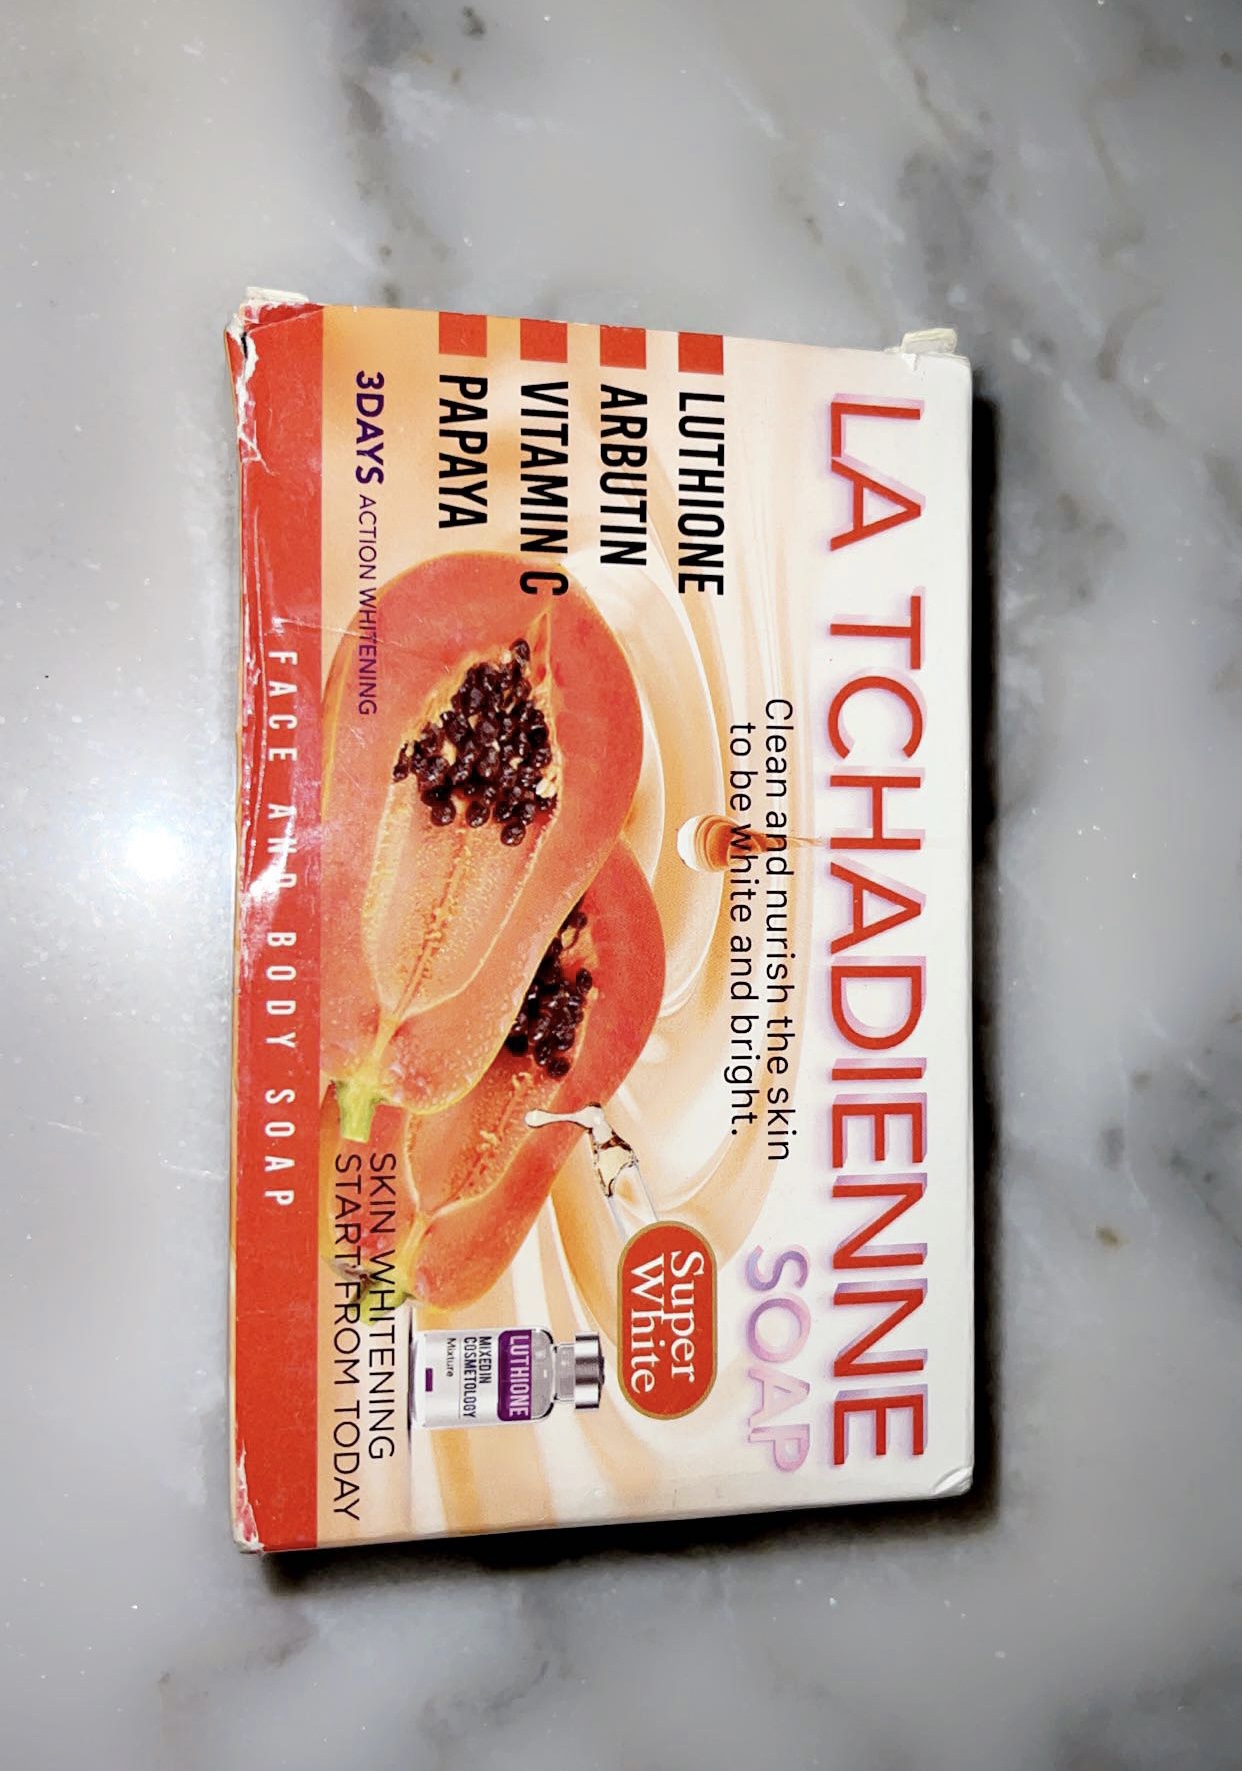 LA TCHADIENNE
SOAP
Clean and nurish the skin
to be white and bright.
LUTHIONE
ARBUTIN
VITAMIN C
PAPAYA
Super
White
LUTHIONE
MIXEDIN
COSMETOLOGY
Mixture
3DAYS ACTION WHITENING
SKIN WHITENING
START FROM TODAY
FACE AND BODY SOAP